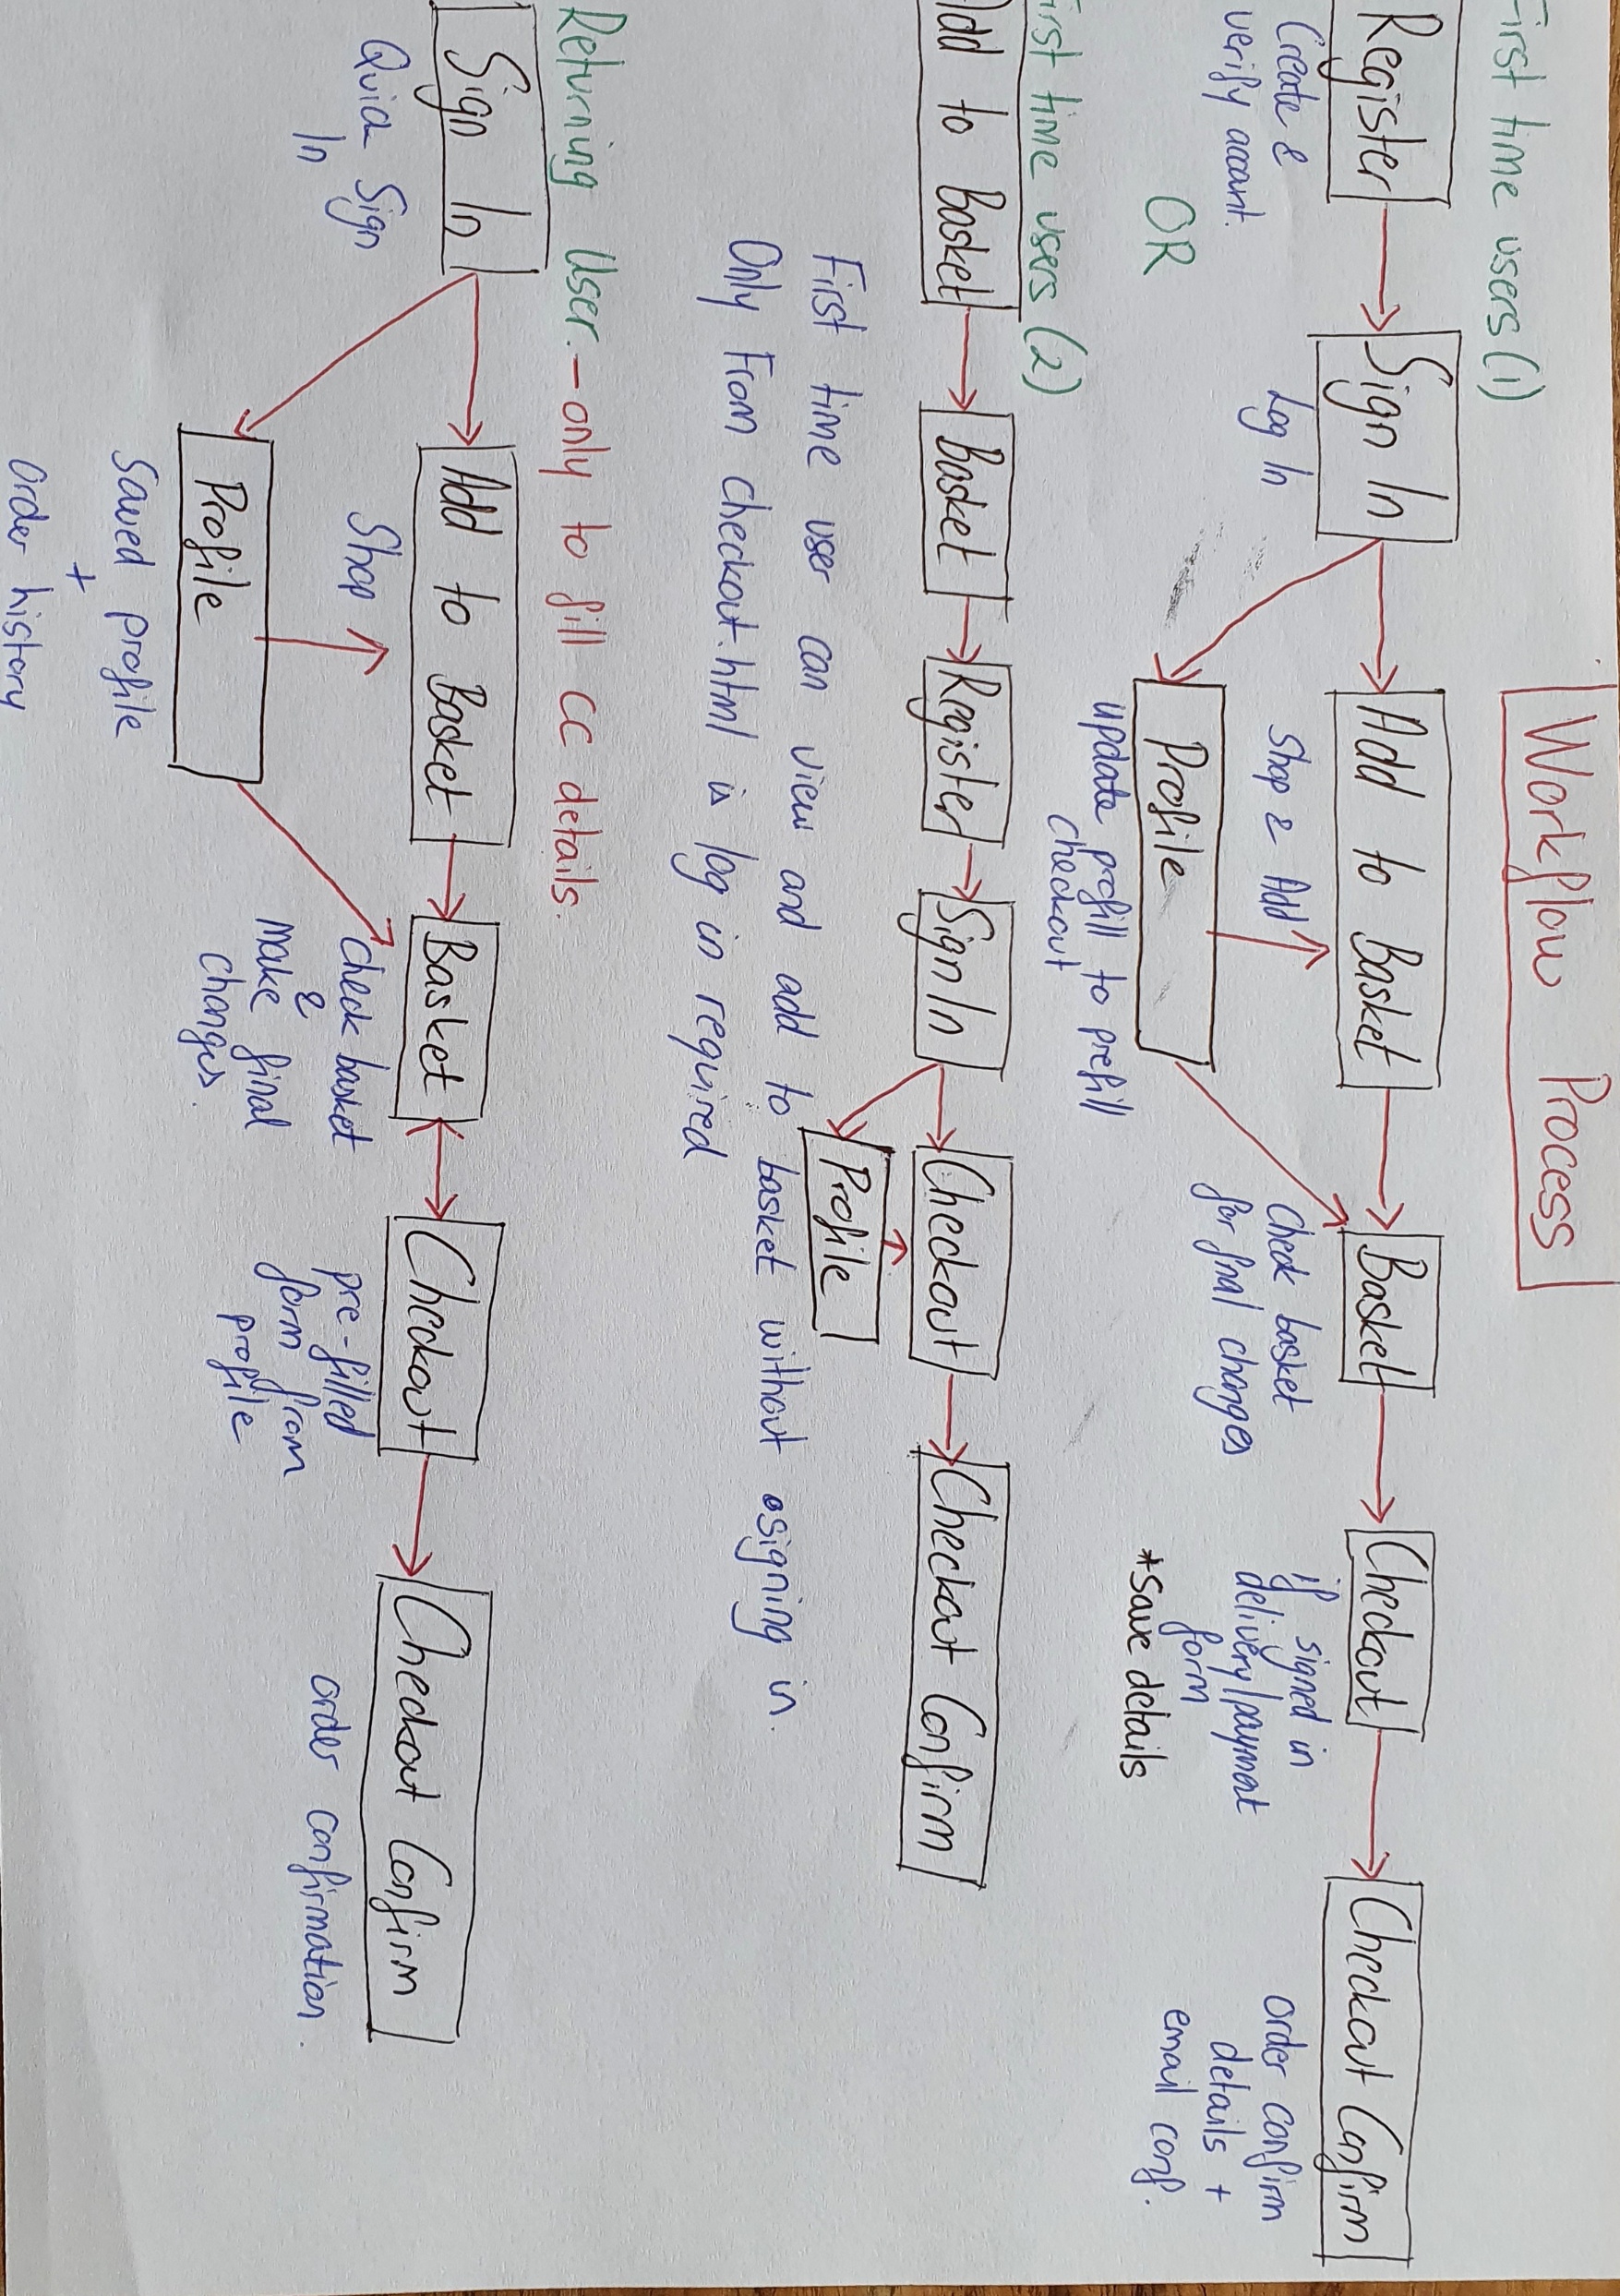 Workflow Process
First time users (1)
Register
Sign In
Add to Basket
Basket
Checkout
Checkout Confirm
Create &
verify account.
Log In
Shop & Add
check basket
for final changes
if signed in
delivery/payment
form
*save details
order confirm
details +
email conf.
Profile
update profill to prefill
checkout
OR
First time users (2)
Add to Basket
Basket
Register
Sign In
Checkout
Checkout Confirm
Profile
First time user can view and add to basket without signing in.
Only from checkout.html is log in required
Returning User. - only to fill CC details.
Sign In
Add to Basket
Basket
Checkout
Checkout Confirm
Quick Sign
In
Shop
check basket
&
make final
changes.
pre-filled
form from
profile
order confirmation.
Profile
Saved profile
+
order history